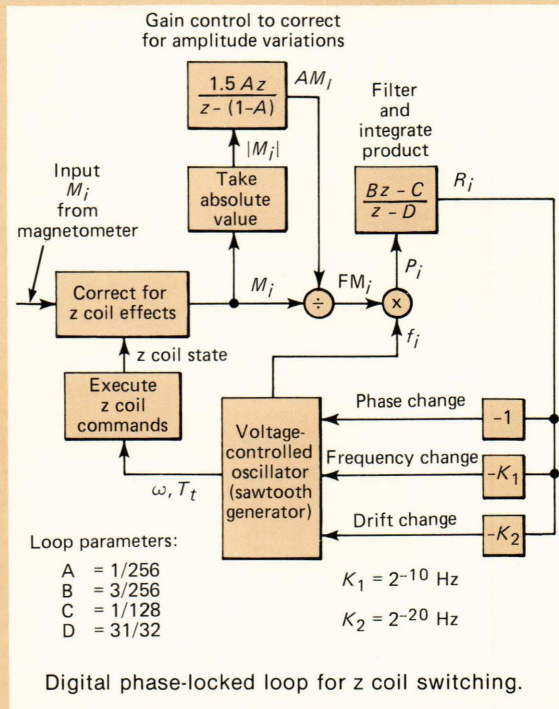 Gain control to correct
for amplitude variations
1.5 Az
z - (1-A)
AM_i
|M_i|
Take
absolute
value
Filter
and
integrate
product
Bz - C
z - D
R_i
P_i
Input
M_i
from
magnetometer
Correct for
z coil effects
M_i
÷
FM_i
×
f_i
z coil state
Execute
z coil
commands
ω, T_t
Voltage-
controlled
oscillator
(sawtooth
generator)
Phase change
-1
Frequency change
-K_1
Drift change
-K_2
Loop parameters:
A = 1/256
B = 3/256
C = 1/128
D = 31/32
K_1 = 2^-10 Hz
K_2 = 2^-20 Hz
Digital phase-locked loop for z coil switching.